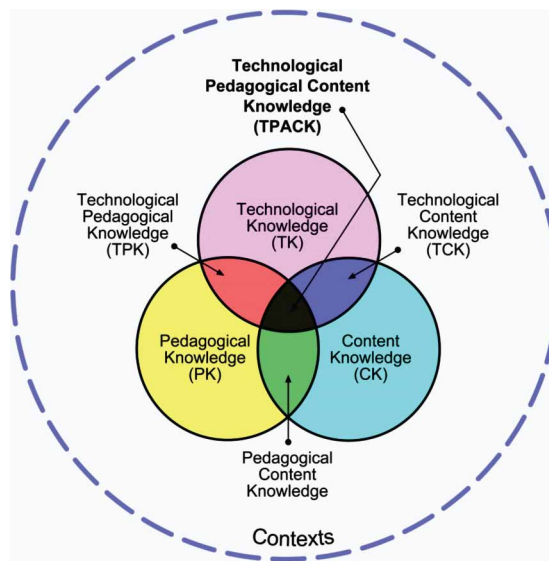 Technological
Pedagogical Content
Knowledge
(TPACK)
Technological
Pedagogical
Knowledge
(TPK)
Technological
Knowledge
(TK)
Technological
Content
Knowledge
(TCK)
Pedagogical
Knowledge
(PK)
Content
Knowledge
(CK)
Pedagogical
Content
Knowledge
Contexts